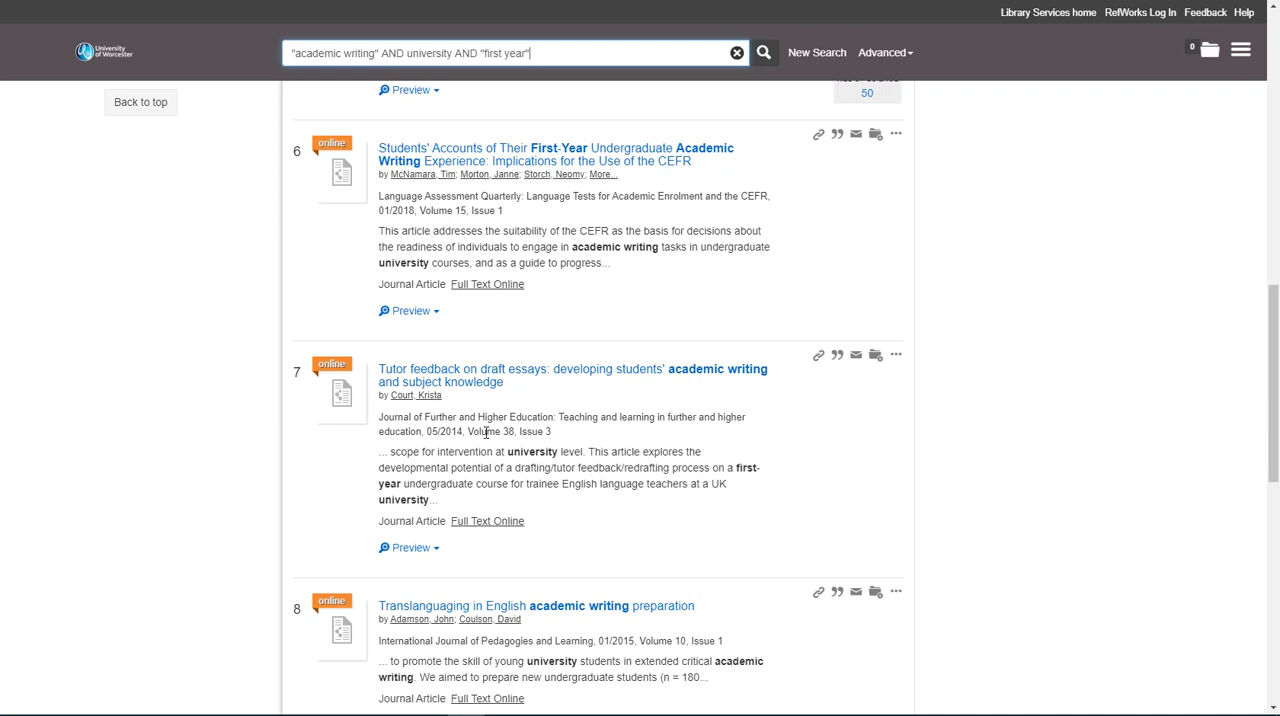 Library Services home RefWorks Log In Feedback Help
University of Worcester
"academic writing" AND university AND "first year"
New Search Advanced
0
Back to top
Preview
50
6
online
Students' Accounts of Their First-Year Undergraduate Academic
Writing Experience: Implications for the Use of the CEFR
by McNamara, Tim; Morton, Janne; Storch, Neomy; More...
Language Assessment Quarterly: Language Tests for Academic Enrolment and the CEFR,
01/2018, Volume 15, Issue 1
This article addresses the suitability of the CEFR as the basis for decisions about
the readiness of individuals to engage in academic writing tasks in undergraduate
university courses, and as a guide to progress...
Journal Article Full Text Online
Preview
7
online
Tutor feedback on draft essays: developing students' academic writing
and subject knowledge
by Court, Krista
Journal of Further and Higher Education: Teaching and learning in further and higher
education, 05/2014, Volume 38, Issue 3
... scope for intervention at university level. This article explores the
developmental potential of a drafting/tutor feedback/redrafting process on a first-
year undergraduate course for trainee English language teachers at a UK
university...
Journal Article Full Text Online
Preview
8
online
Translanguaging in English academic writing preparation
by Adamson, John; Coulson, David
International Journal of Pedagogies and Learning, 01/2015, Volume 10, Issue 1
... to promote the skill of young university students in extended critical academic
writing. We aimed to prepare new undergraduate students (n = 180...
Journal Article Full Text Online